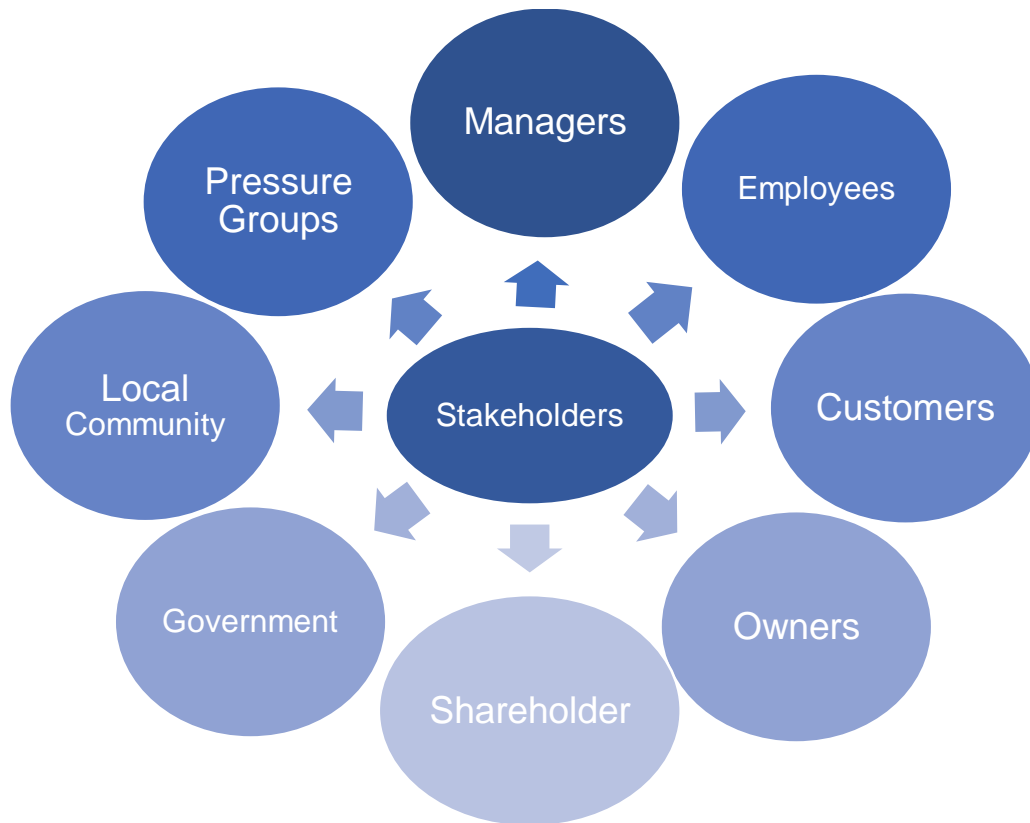 Managers
Employees
Pressure
Groups
Local
Community
Stakeholders
Customers
Government
Owners
Shareholder